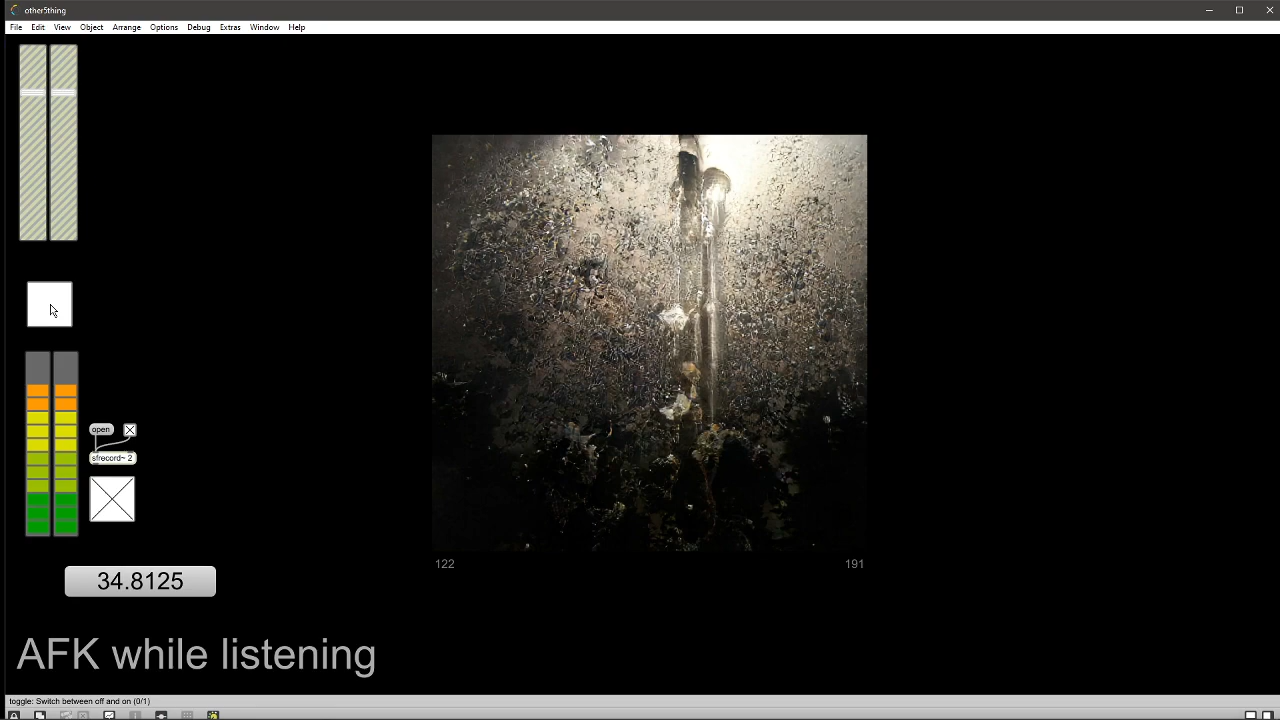 other5thing
File Edit View Object Arrange Options Debug Extras Window Help
open
sfrecord~ 2
122 191
34.8125
AFK while listening
toggle: Switch between off and on (0/1)